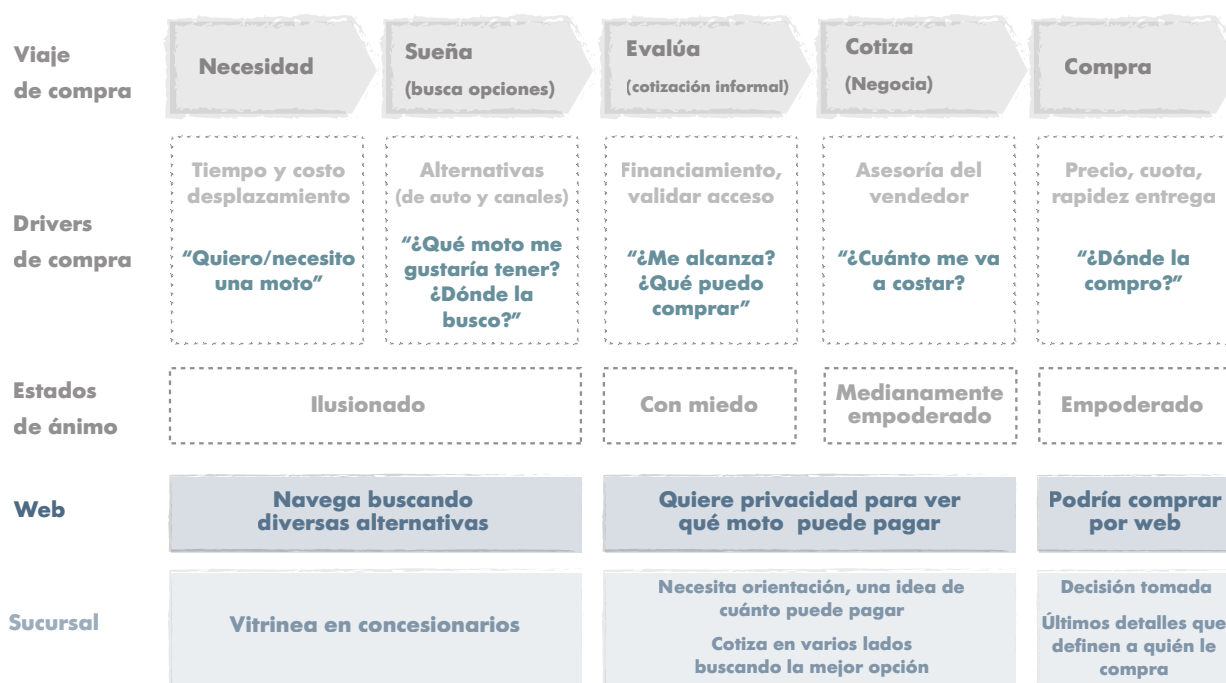 Viaje
de compra
Necesidad
Sueña
(busca opciones)
Evalúa
(cotización informal)
Cotiza
(Negocia)
Compra
Drivers
de compra
Tiempo y costo
desplazamiento
“Quiero/necesito
una moto”
Alternativas
(de auto y canales)
“¿Qué moto me
gustaría tener?
¿Dónde la
busco?”
Financiamiento,
validar acceso
“¿Me alcanza?
¿Qué puedo
comprar”
Asesoría del
vendedor
“¿Cuánto me va
a costar?
Precio, cuota,
rapidez entrega
“¿Dónde la
compro?”
Estados
de ánimo
Ilusionado
Con miedo
Medianamente
empoderado
Empoderado
Web
Navega buscando
diversas alternativas
Quiere privacidad para ver
qué moto puede pagar
Podría comprar
por web
Sucursal
Vitrinea en concesionarios
Necesita orientación, una idea de
cuánto puede pagar
Cotiza en varios lados
buscando la mejor opción
Decisión tomada
Últimos detalles que
definen a quién le
compra